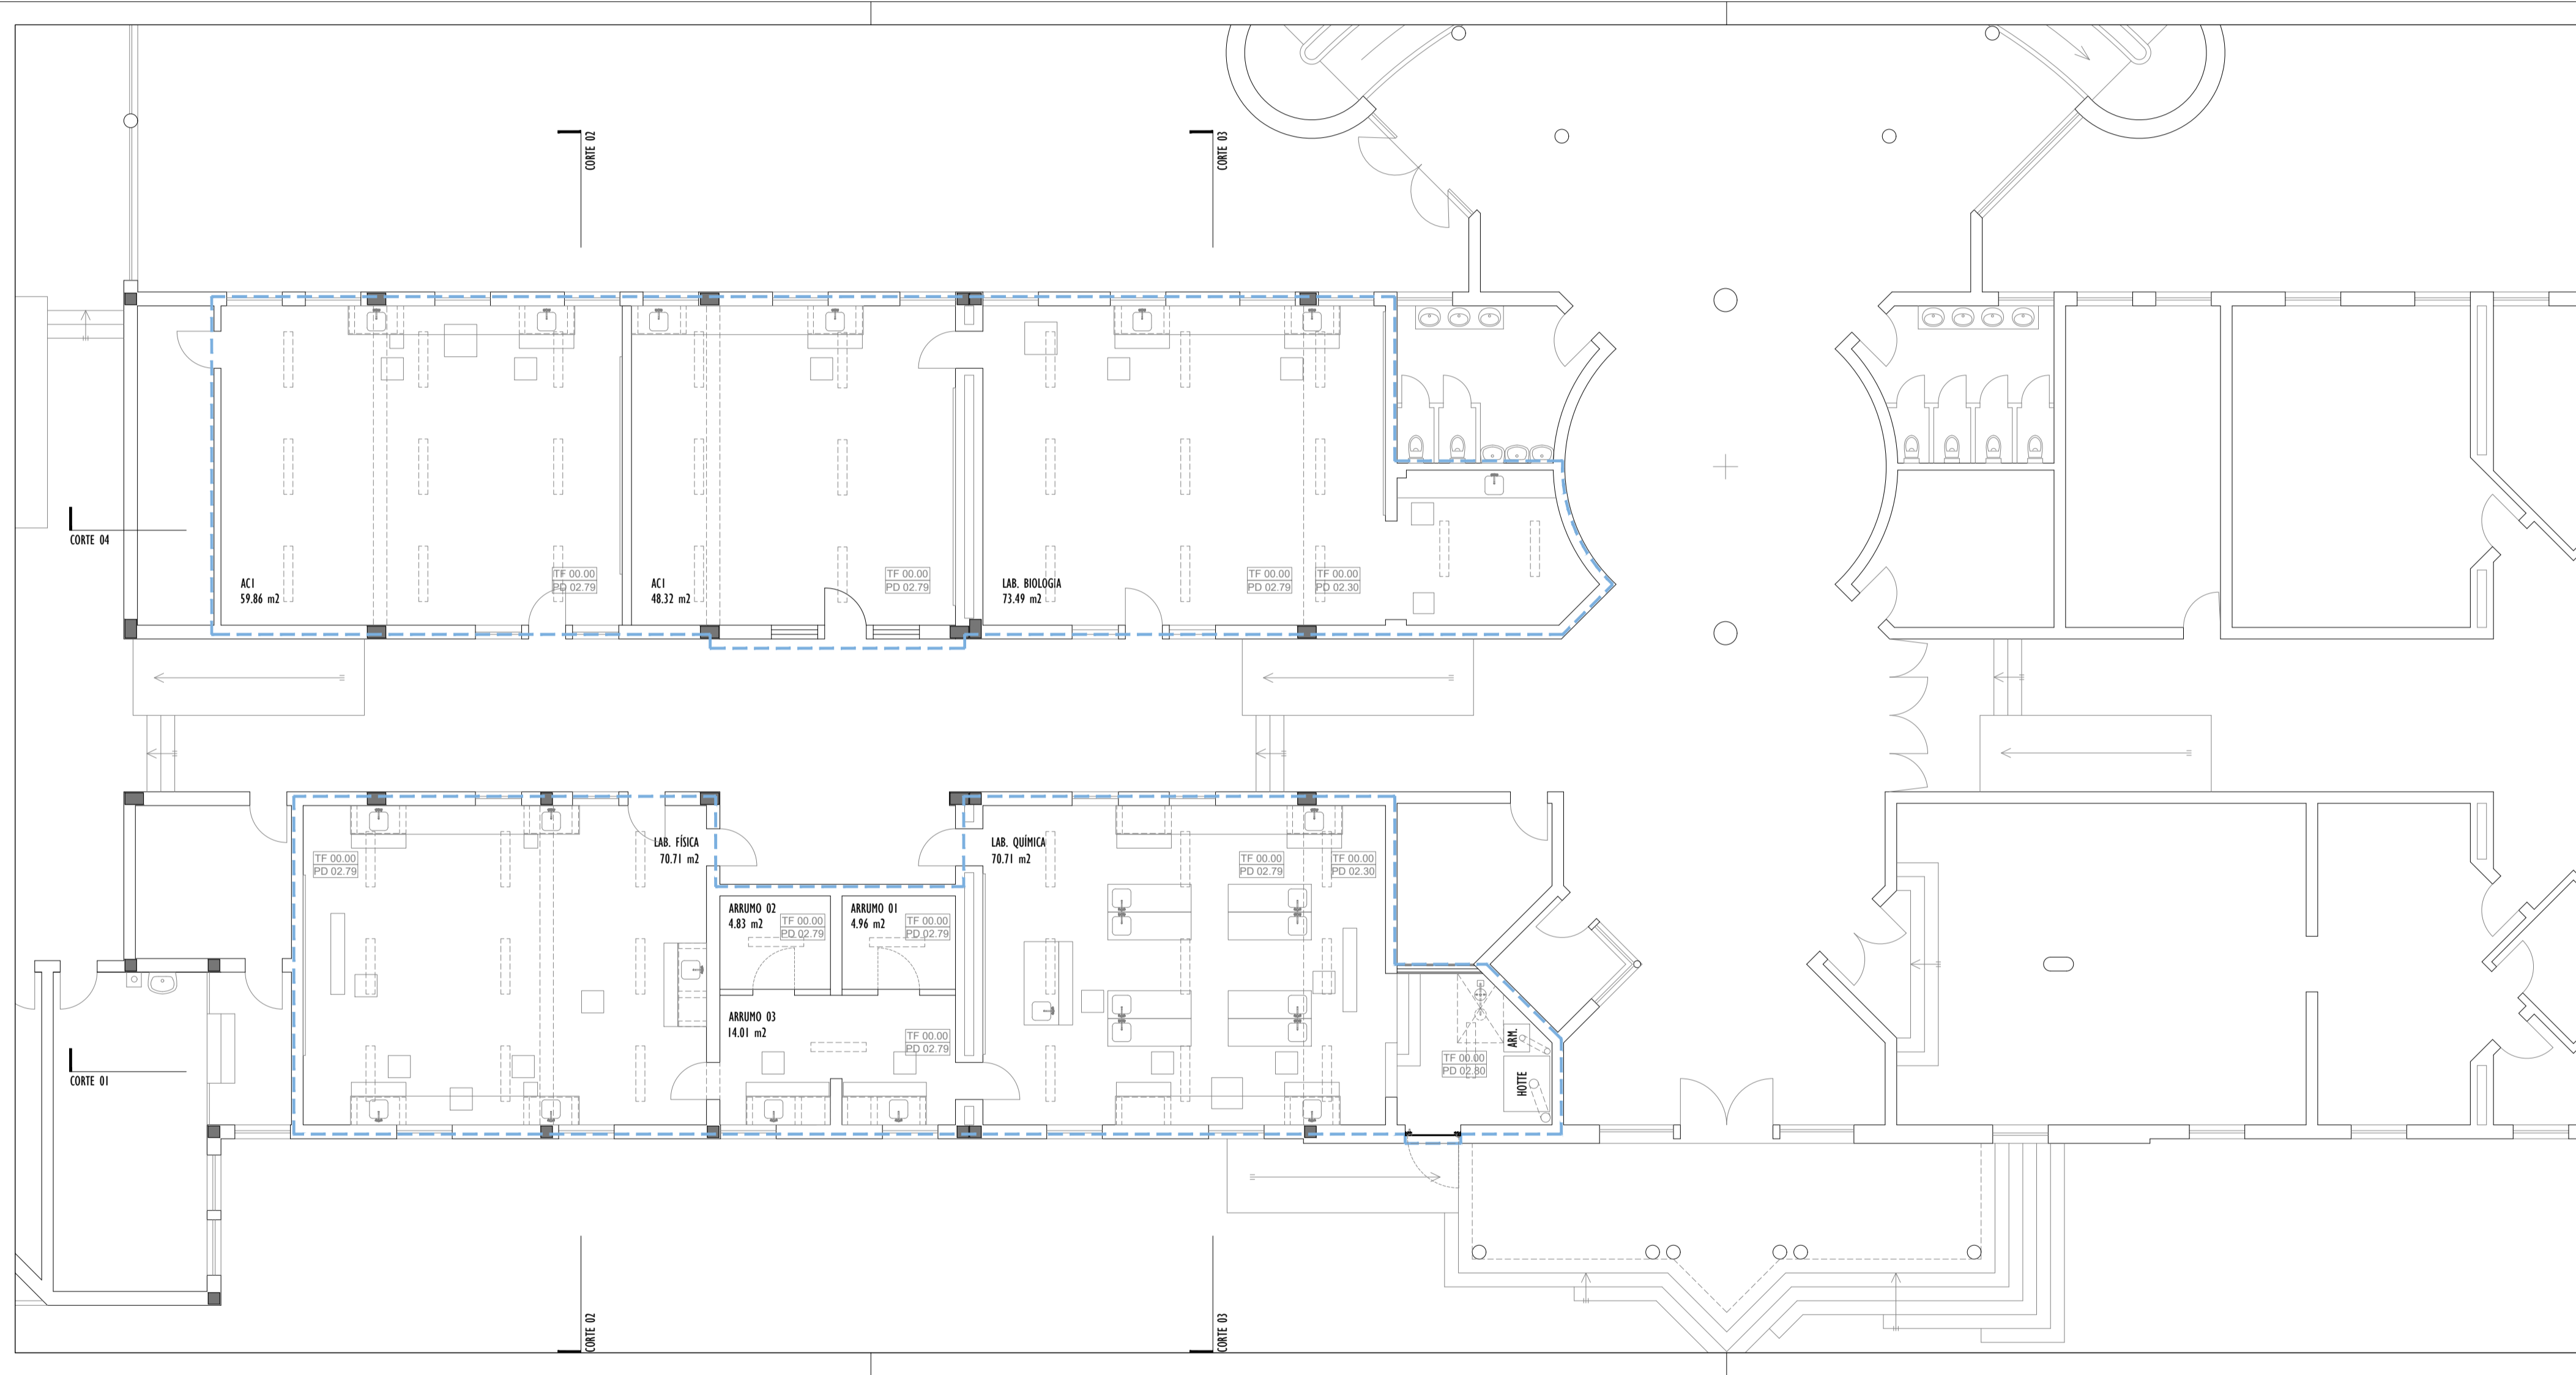 CORTE 02
CORTE 03
CORTE 04
AC1
59.86 m2
TF 00.00
PD 02.79
AC1
48.32 m2
TF 00.00
PD 02.79
LAB. BIOLOGIA
73.49 m2
TF 00.00
PD 02.79
TF 00.00
PD 02.30
TF 00.00
PD 02.79
LAB. FÍSICA
70.71 m2
LAB. QUÍMICA
70.71 m2
TF 00.00
PD 02.79
TF 00.00
PD 02.30
ARRUMO 02
4.83 m2
TF 00.00
PD 02.79
ARRUMO 01
4.96 m2
TF 00.00
PD 02.79
ARRUMO 03
14.01 m2
TF 00.00
PD 02.79
ARM.
TF 00.00
PD 02.80
HOTTE
CORTE 01
CORTE 02
CORTE 03